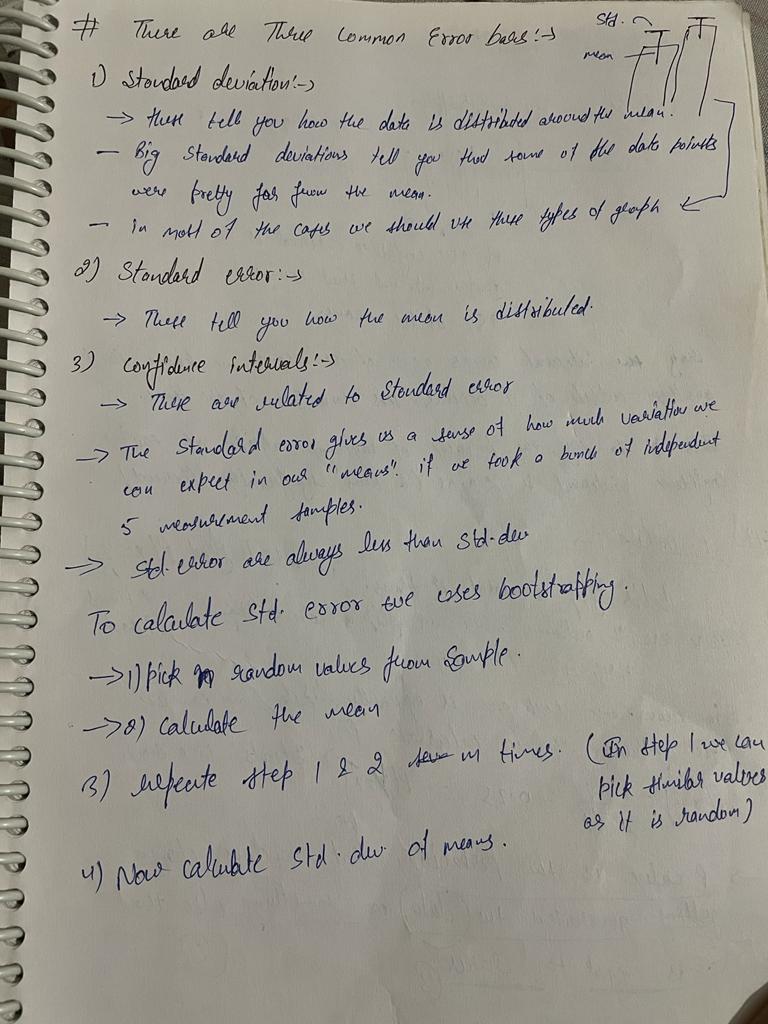 # There are Three common Error bars:→
Std.
mean
1) Standard deviation:→
→ these tell you how the data is distributed around the mean.
- Big Standard deviations tell you that some of the data points
were pretty far from the mean.
- in most of the cases we should use these types of graph
2) Standard error:→
→ These tell you how the mean is distributed.
3) confidence intervals:→
→ These are related to Standard error
→ The Standard error gives us a sense of how much variation we
can expect in our "means" if we took a bunch of independent
5 measurement samples.
→ Std. error are always less than Std. dev
To calculate Std. error we uses bootstrapping.
→ 1) pick n random values from Sample.
→ 2) calculate the mean
3) repeate step 1 & 2 m times. (In step 1 we can
pick similar values
as it is random)
4) Now calculate Std. dev. of means.